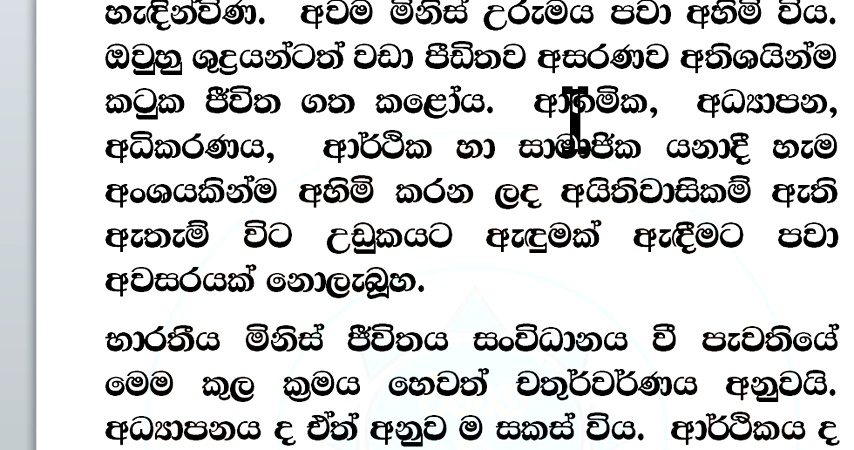 හැඳින්විණ. අවම මිනිස් උරුමය පවා අහිමි විය.
ඔවුහු ශුද්‍රයන්ටත් වඩා පීඩිතව අසරණව අතිශයින්ම
කටුක ජීවිත ගත කළෝය. ආගමික, අධ්‍යාපන,
අධිකරණය, ආර්ථික හා සාමාජික යනාදී හැම
අංශයකින්ම අහිමි කරන ලද අයිතිවාසිකම් ඇති
ඇතැම් විට උඩුකයට ඇඳුමක් ඇඳීමට පවා
අවසරයක් නොලැබූහ.
භාරතීය මිනිස් ජීවිතය සංවිධානය වී පැවතියේ
මෙම කුල ක්‍රමය හෙවත් චතුර්වර්ණය අනුවයි.
අධ්‍යාපනය ද ඒත් අනුව ම සකස් විය. ආර්ථිකය ද